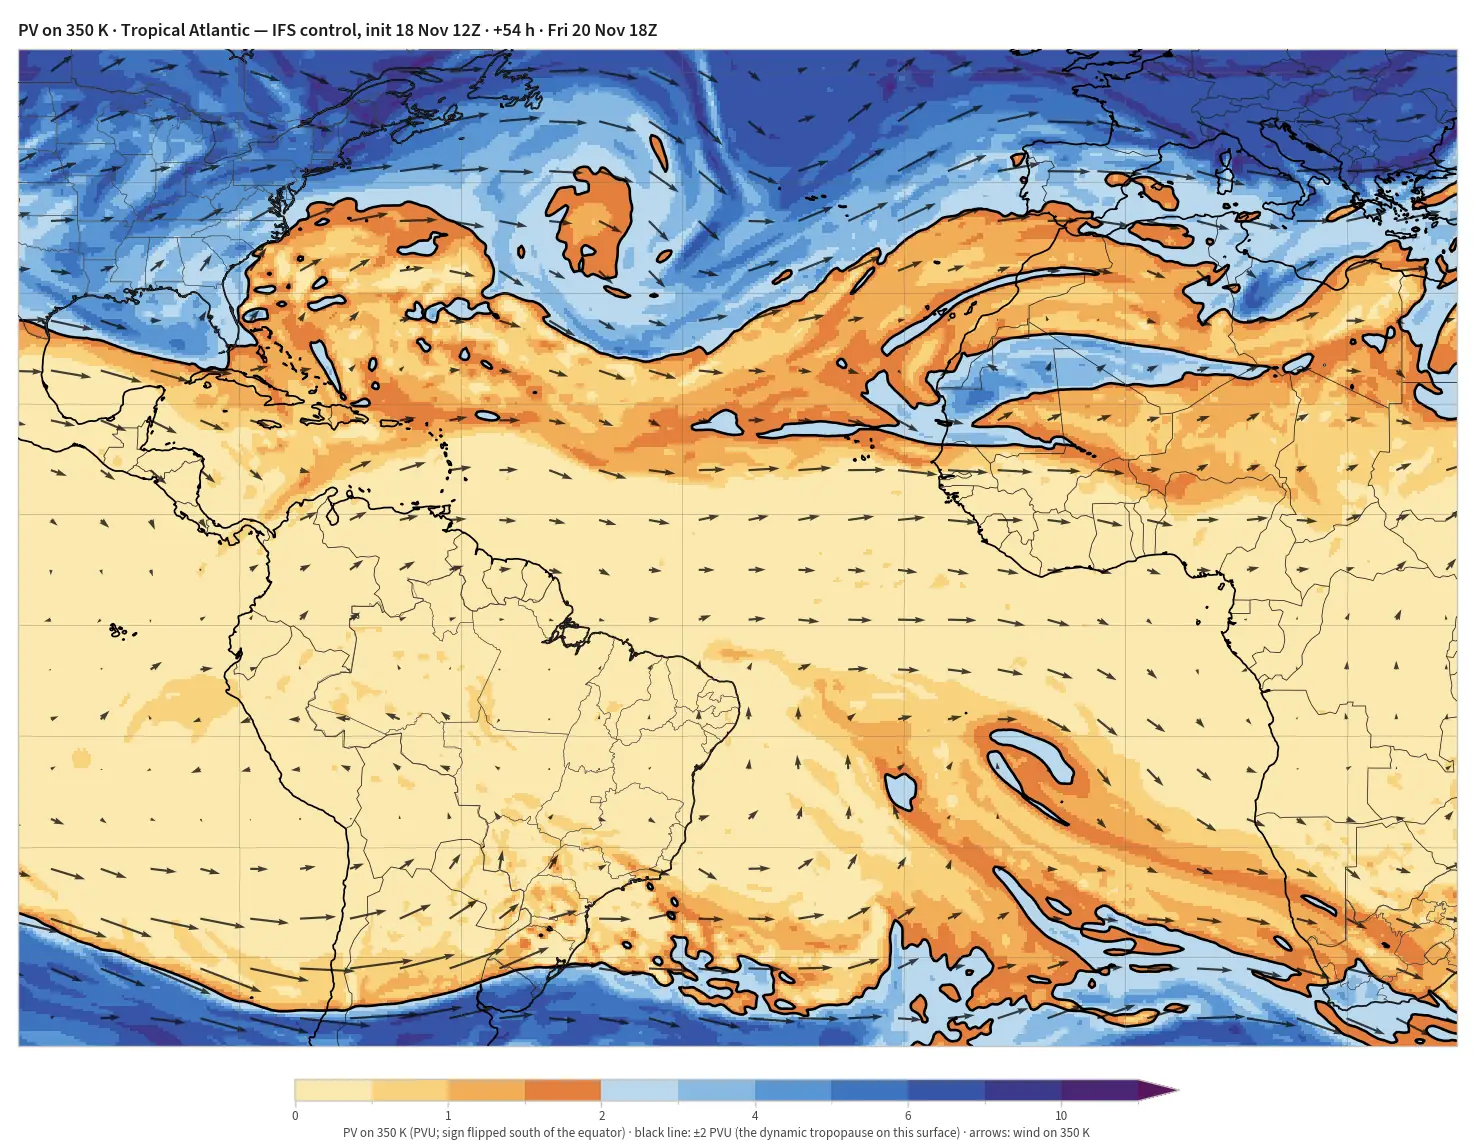 PV on 350 K · Tropical Atlantic — IFS control, init 18 Nov 12Z · +54 h · Fri 20 Nov 18Z
0 1 2 4 6 10
PV on 350 K (PVU; sign flipped south of the equator) · black line: ±2 PVU (the dynamic tropopause on this surface) · arrows: wind on 350 K